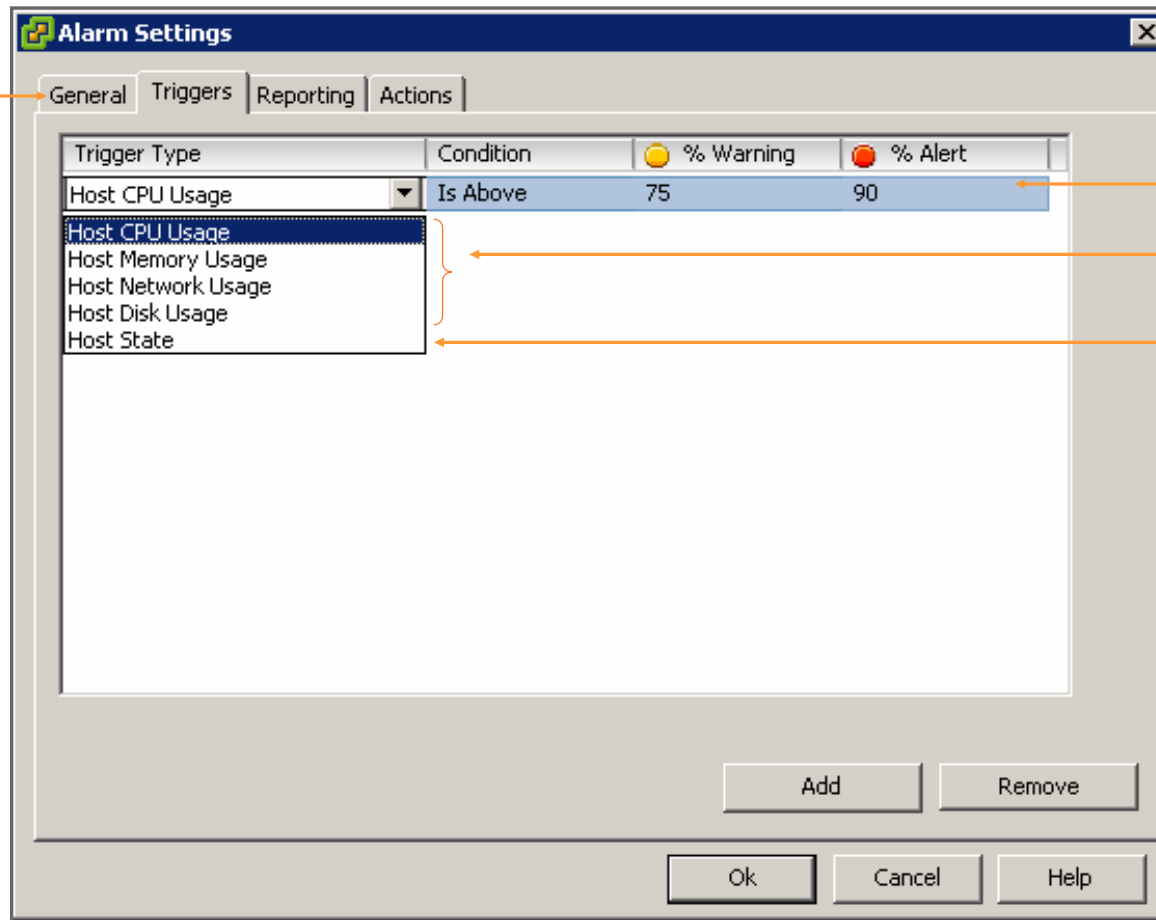 Alarm Settings
General Triggers Reporting Actions
Trigger Type Condition % Warning % Alert
Host CPU Usage Is Above 75 90
Host CPU Usage
Host Memory Usage
Host Network Usage
Host Disk Usage
Host State
Add Remove
Ok Cancel Help